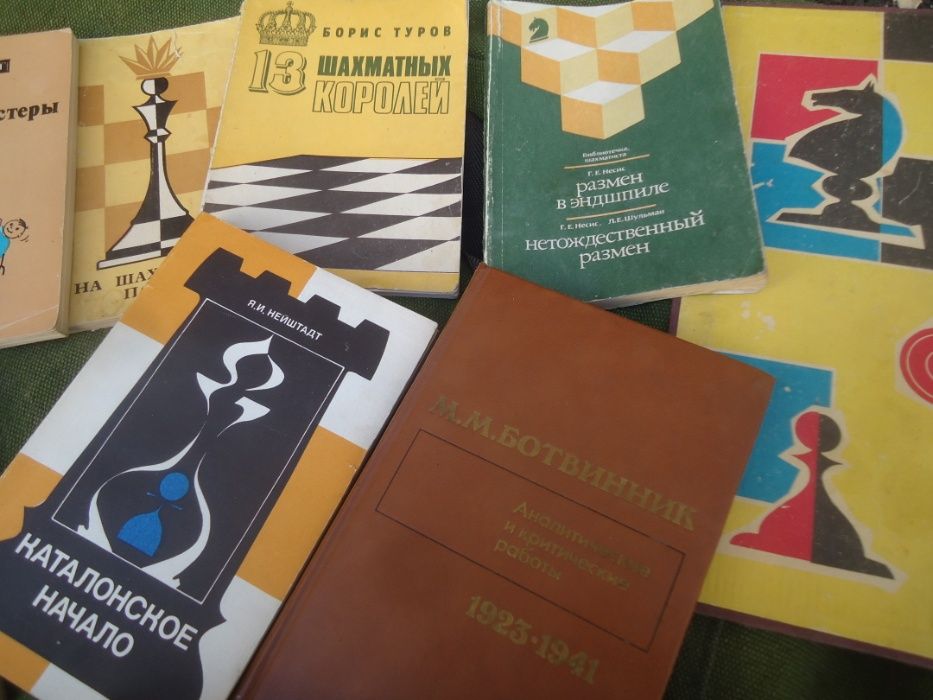 стеры
НА ШАХ
БОРИС ТУРОВ
13 ШАХМАТНЫХ
КОРОЛЕЙ
Библиотечка
шахматиста
Г. Е. Несис
размен
в эндшпиле
Г. Е. Несис, Л. Е. Шульман
нетождественный
размен
Я.И. НЕЙШТАДТ
КАТАЛОНСКОЕ
НАЧАЛО
М.М.БОТВИННИК
Аналитические
и критические
работы
1923·1941